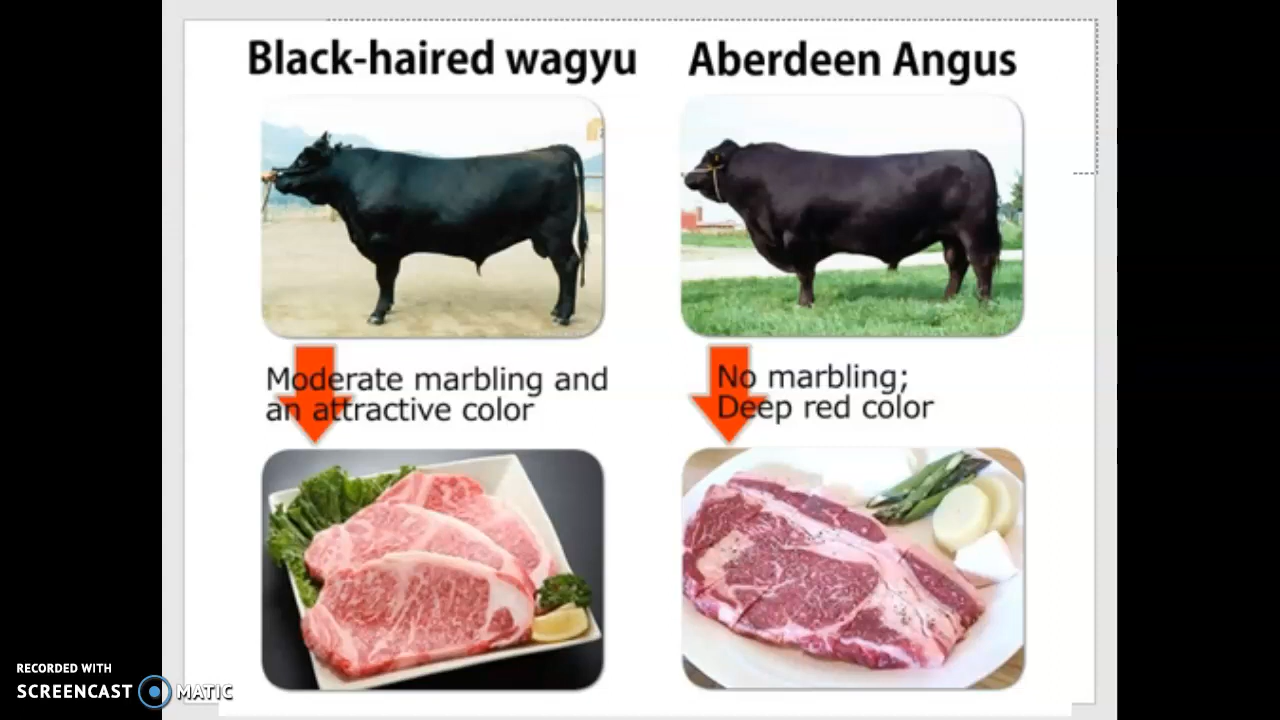 Black-haired wagyu
Aberdeen Angus
Moderate marbling and
an attractive color
No marbling;
Deep red color
RECORDED WITH
SCREENCAST MATIC